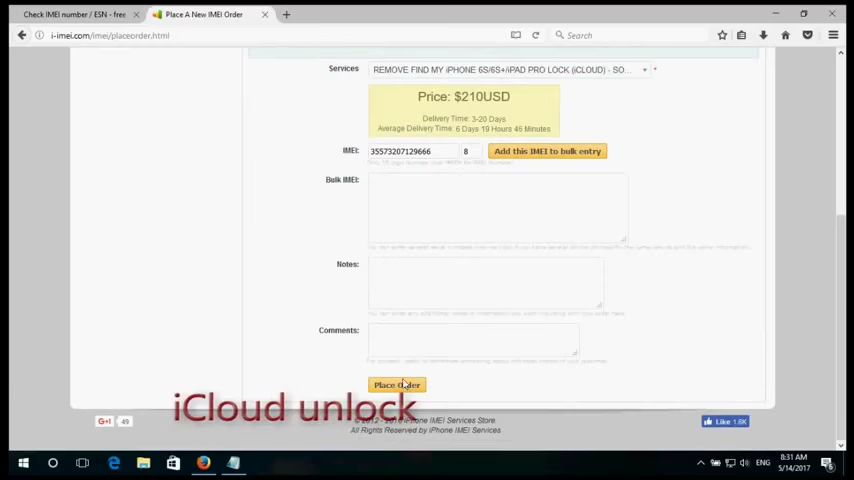 Check IMEI number / ESN - free
Place A New IMEI Order
i-imei.com/imei/placeorder.html
Search
Services
REMOVE FIND MY iPHONE 6S/6S+/iPAD PRO LOCK (iCLOUD) - SO...
*
Price: $210USD
Delivery Time: 3-20 Days
Average Delivery Time: 6 Days 19 Hours 46 Minutes
IMEI:
35573207129666
8
Add this IMEI to bulk entry
Bulk IMEI:
Notes:
Comments:
Place Order
iCloud unlock
G+1
49
All Rights Reserved by iPhone IMEI Services
Like 1.8K
ENG
8:31 AM
5/14/2017